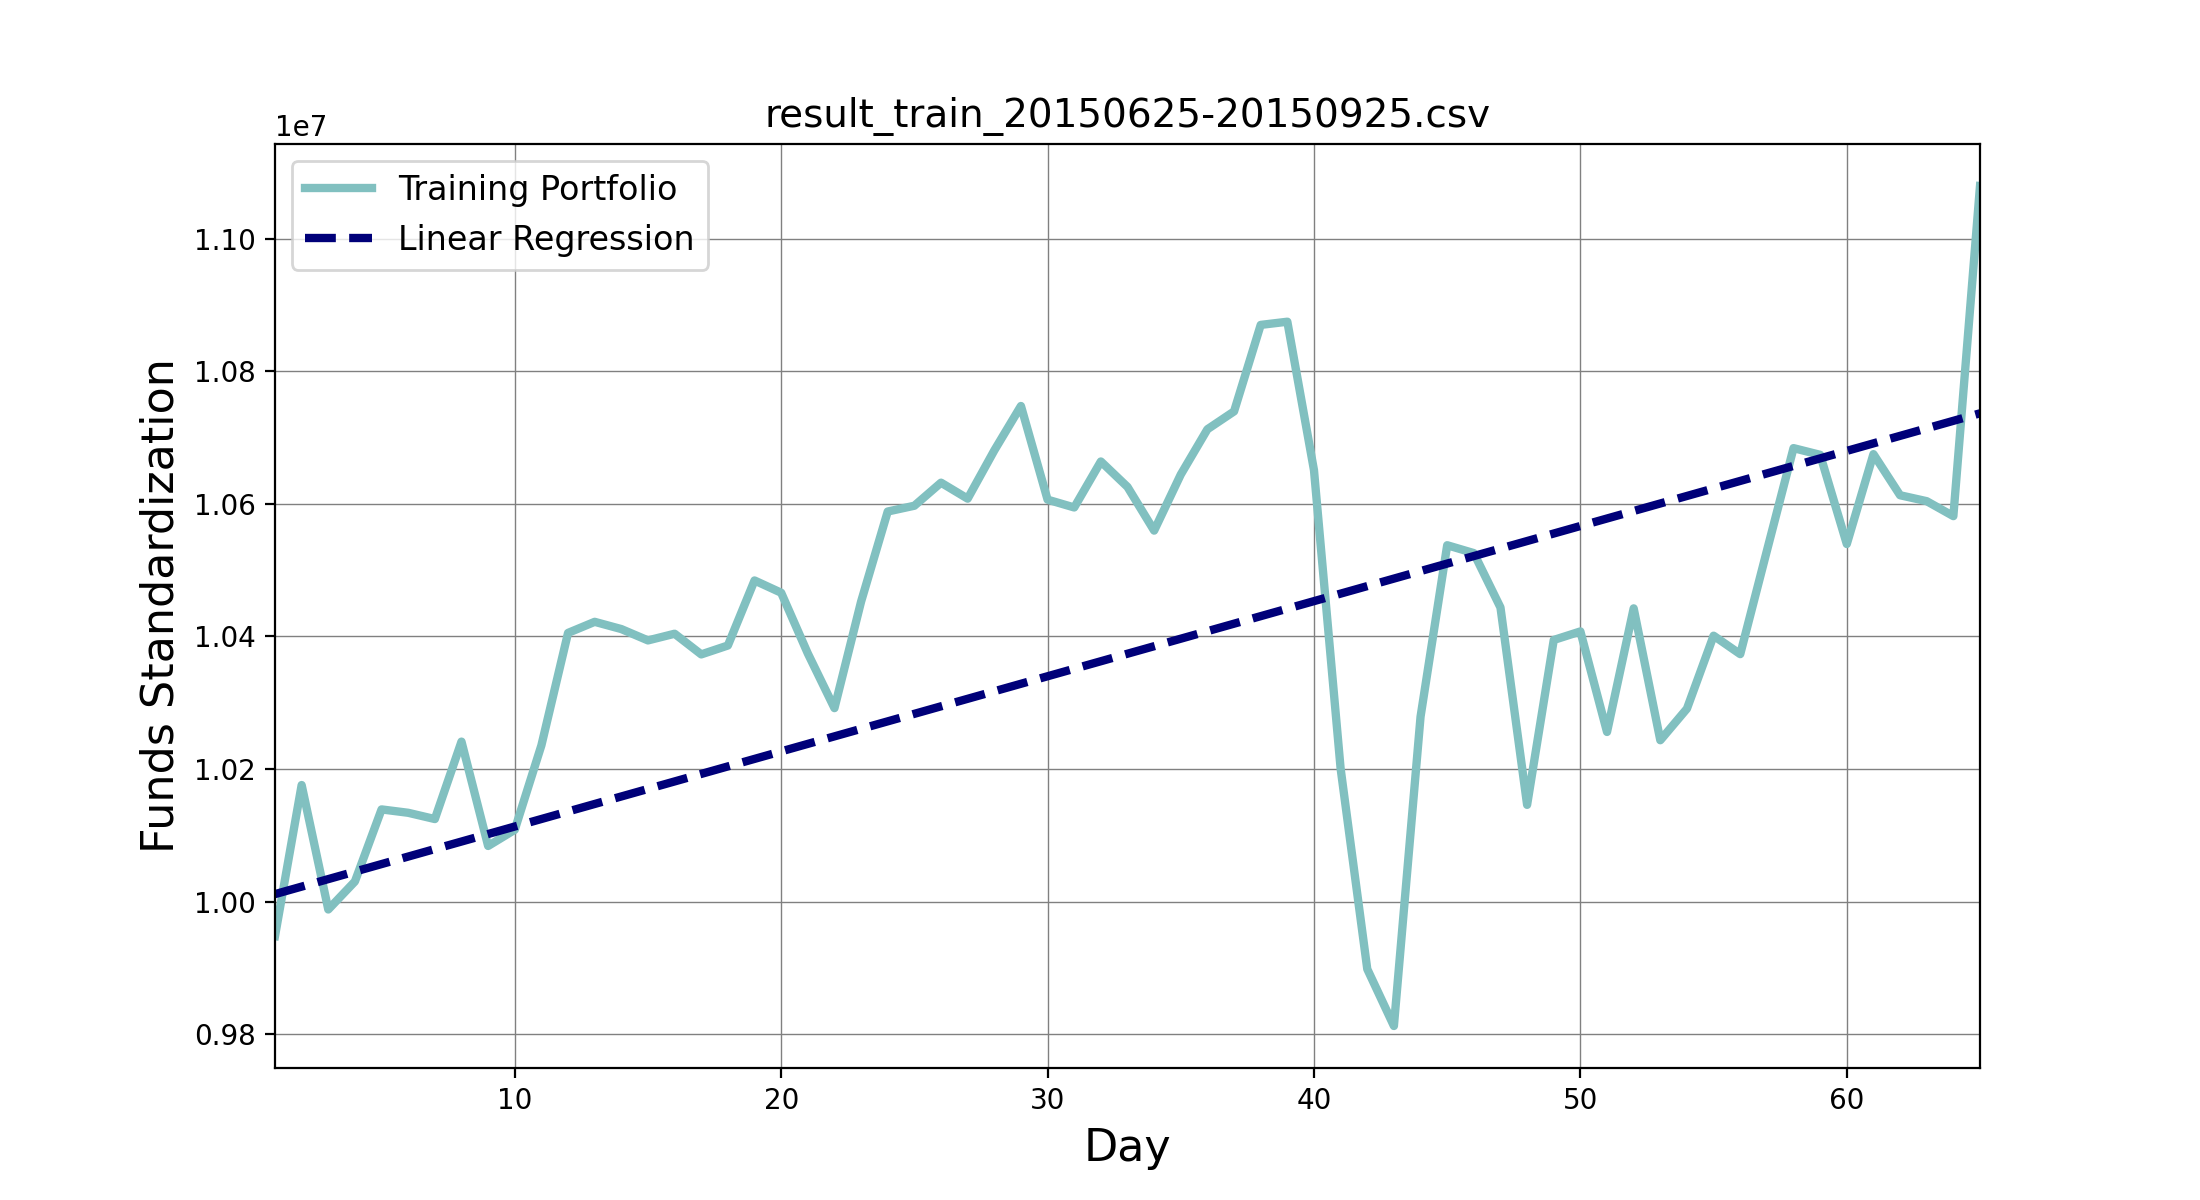 result_train_20150625-20150925.csv
1e7
Training Portfolio
Linear Regression
1.10
1.08
1.06
1.04
1.02
1.00
0.98
Funds Standardization
10 20 30 40 50 60
Day